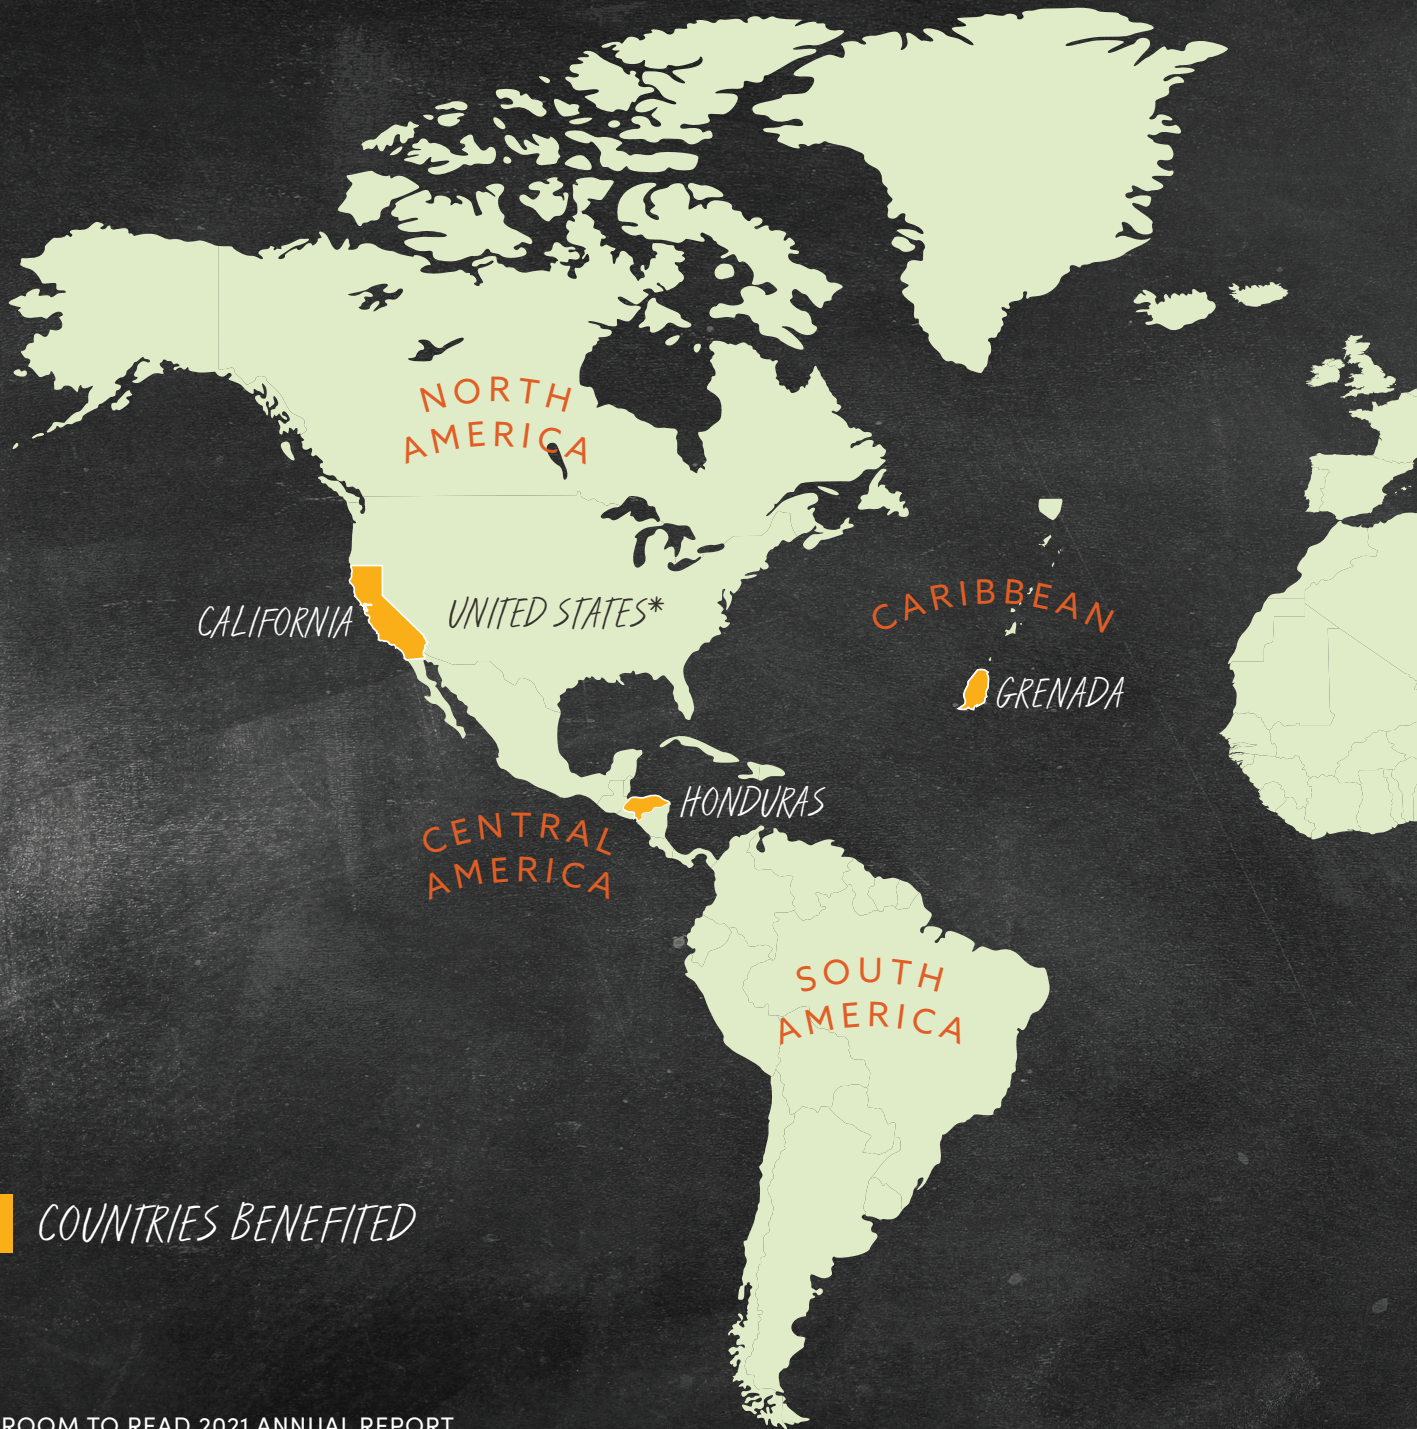 NORTH
AMERICA
CALIFORNIA
UNITED STATES*
CARIBBEAN
GRENADA
HONDURAS
CENTRAL
AMERICA
SOUTH
AMERICA
COUNTRIES BENEFITED
ROOM TO READ 2021 ANNUAL REPORT